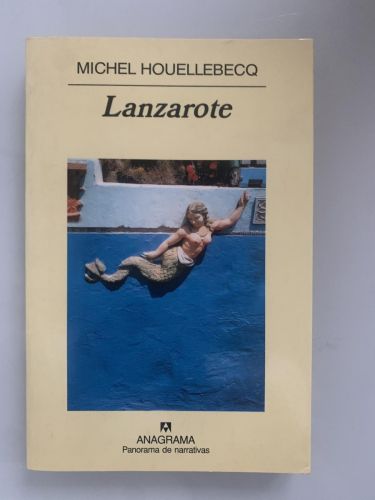 MICHEL HOUELLEBECQ
Lanzarote
ANAGRAMA
Panorama de narrativas